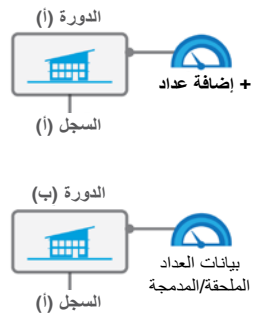 الدورة (أ)
+ إضافة عداد
السجل (أ)
الدورة (ب)
بيانات العداد
الملحقة/المدمجة
السجل (أ)